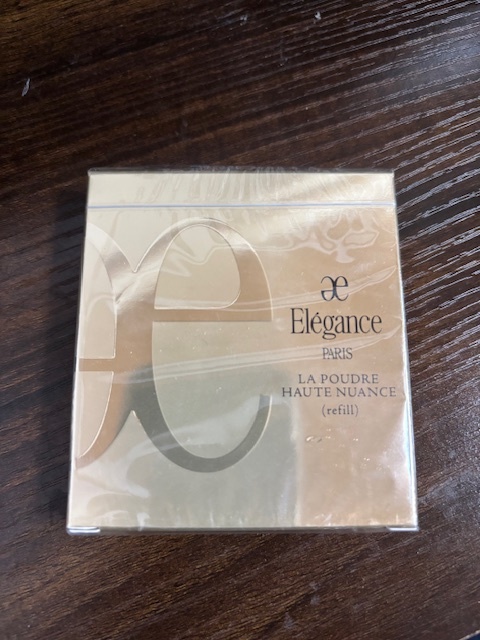 æ
Elégance
PARIS
LA POUDRE
HAUTE NUANCE
(refill)